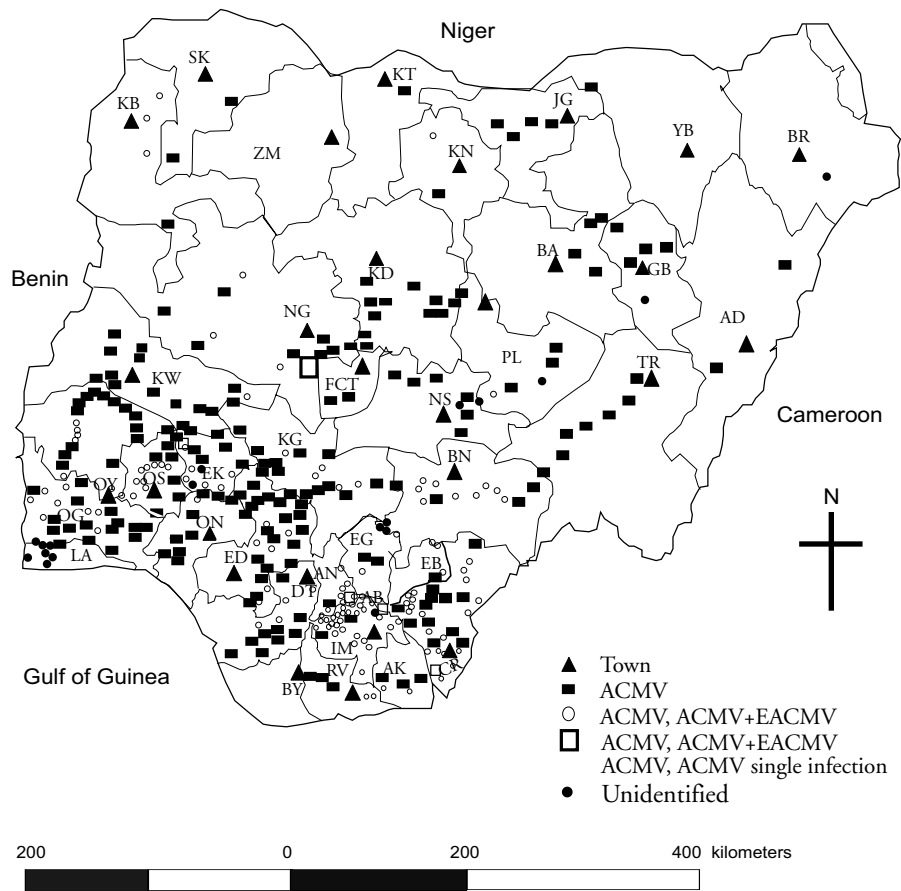 Niger
SK
KT
KB
JG
ZM
KN
YB
BR
Benin
KD
BA
GB
NG
AD
PL
TR
KW
FCT
NS
Cameroon
KG
BN
OY
OS
EK
N
OG
ON
EG
LA
ED
AN
EB
DT
AB
IM
Gulf of Guinea
RV
AK
CR
BY
Town
ACMV
ACMV, ACMV+EACMV
ACMV, ACMV+EACMV
ACMV, ACMV single infection
Unidentified
200 0 200 400 kilometers